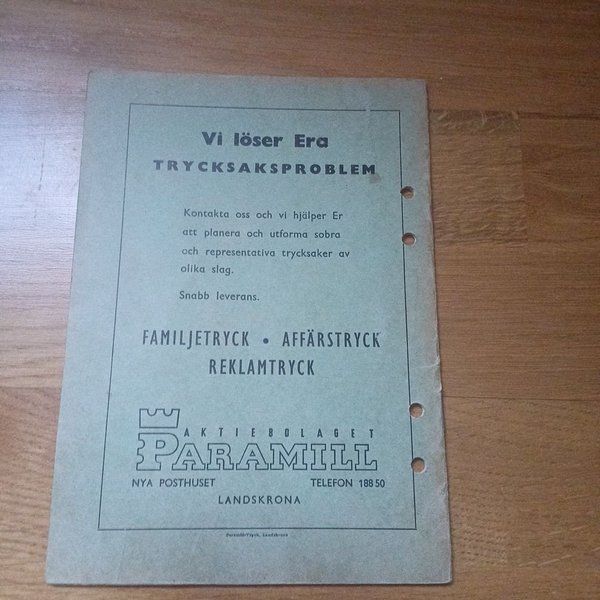 Vi löser Era
TRYCKSAKSPROBLEM
Kontakta oss och vi hjälper Er
att planera och utforma sobra
och representativa trycksaker av
olika slag.
Snabb leverans.
FAMILJETRYCK • AFFÄRSTRYCK
REKLAMTRYCK
AKTIEBOLAGET
PARAMILL
NYA POSTHUSET TELEFON 188 50
LANDSKRONA
Landskrona